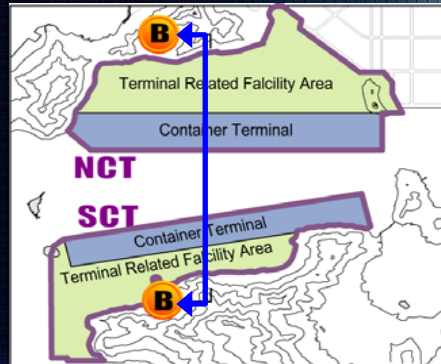 B
Terminal Related Falcility Area
Container Terminal
NCT
SCT
Container Terminal
Terminal Related Falcility Area
B